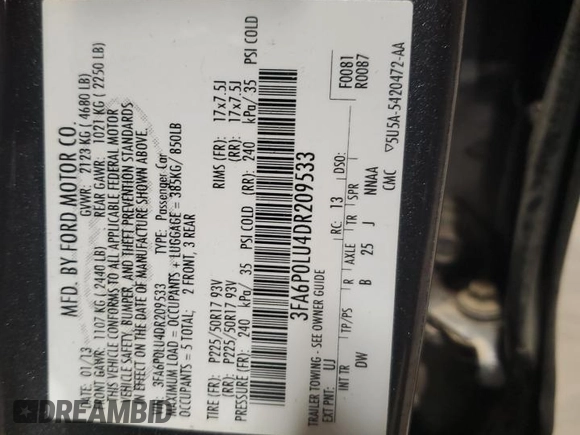 MFD. BY FORD MOTOR CO.
DATE: 01/13 GVWR: 2123 KG / 4680 LB)
FRONT GAWR: 1107 KG ( 2440 LB) REAR GAWR: 1021 KG ( 2250 LB)
THIS VEHICLE CONFORMS TO ALL APPLICABLE FEDERAL MOTOR
VEHICLE SAFETY, BUMPER, AND THEFT PREVENTION STANDARDS
IN EFFECT ON THE DATE OF MANUFACTURE SHOWN ABOVE.
VIN: 3FA6P0LU4DR209533 TYPE: Passenger Car
MAXIMUM LOAD = OCCUPANTS + LUGGAGE = 385KG/ 850LB
OCCUPANTS = 5 TOTAL; 2 FRONT, 3 REAR
TIRE (FR): P225/50R17 93V RIMS (FR): 17x7.5J
(RR): P225/50R17 93V (RR): 17x7.5J
PRESSURE (FR): 240 kPa/ 35 PSI COLD (RR): 240 kPa/ 35 PSI COLD
3FA6P0LU4DR209533
TRAILER TOWING - SEE OWNER GUIDE
F0081
R0087
EXT PNT: UJ RC: 13 DSO:
INT TR TP/PS R AXLE TR SPR
DW B 25 J NNNAA
CMC ▽5U5A-5420472-AA
DREAMBID